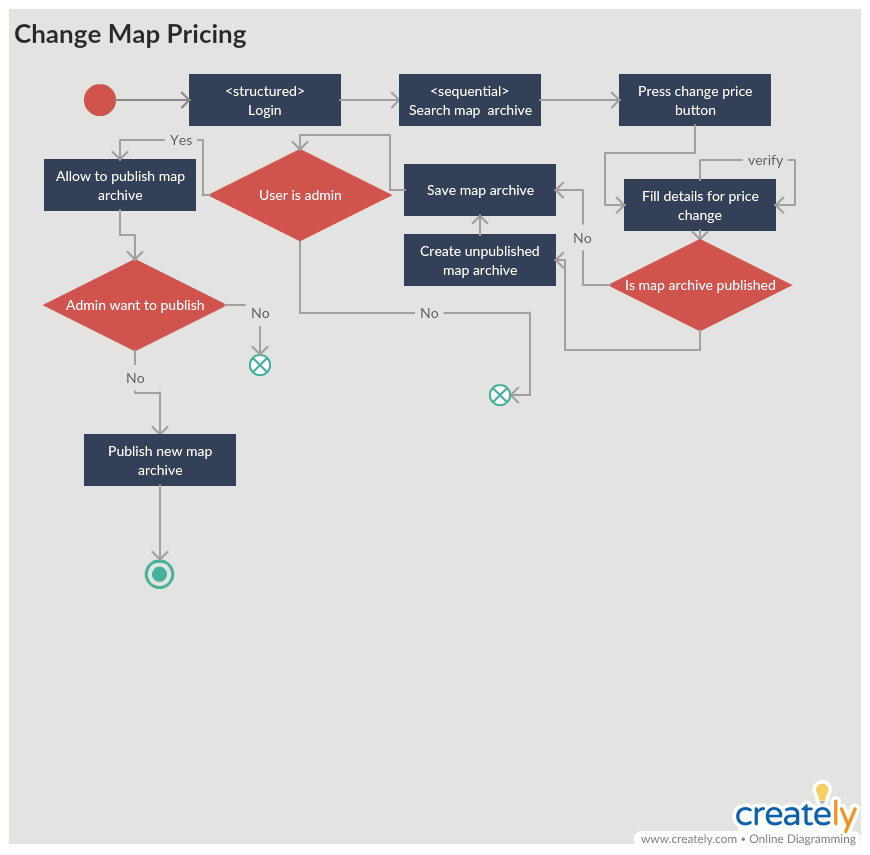 Change Map Pricing
<structured>
Login
<sequential>
Search map archive
Press change price
button
Yes
Allow to publish map
archive
User is admin
Save map archive
verify
Fill details for price
change
No
Create unpublished
map archive
Is map archive published
Admin want to publish
No
No
No
Publish new map
archive
creately
www.creately.com • Online Diagramming